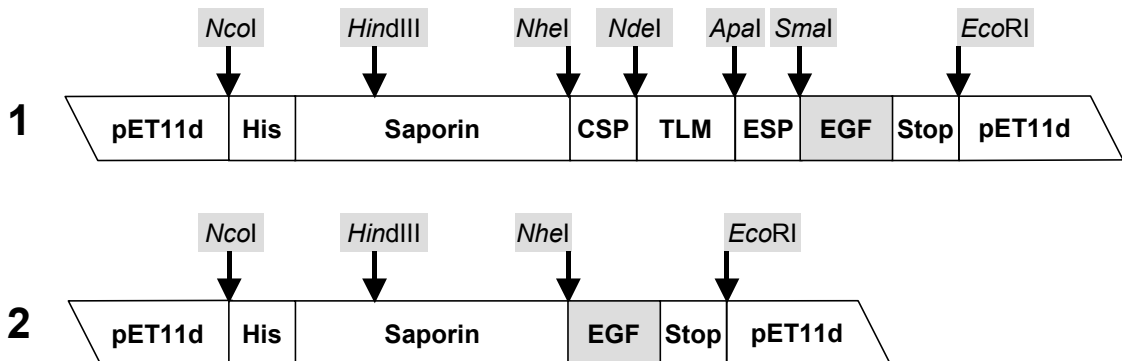 NcoI HindIII NheI NdeI ApaI SmaI EcoRI
1 pET11d His Saporin CSP TLM ESP EGF Stop pET11d
NcoI HindIII NheI EcoRI
2 pET11d His Saporin EGF Stop pET11d